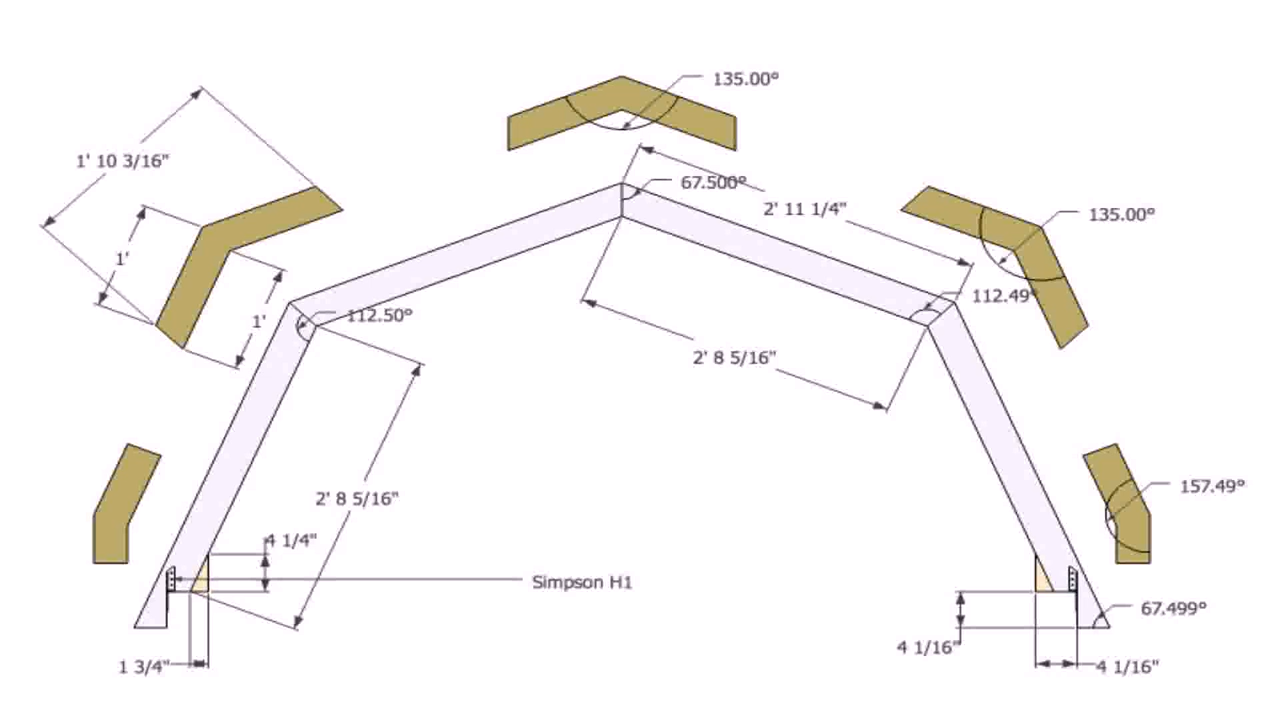 135.00°
1' 10 3/16"
67.500°
2' 11 1/4"
135.00°
1'
112.49°
112.50°
1'
2' 8 5/16"
157.49°
2' 8 5/16"
4 1/4"
Simpson H1
67.499°
4 1/16"
1 3/4"
4 1/16"